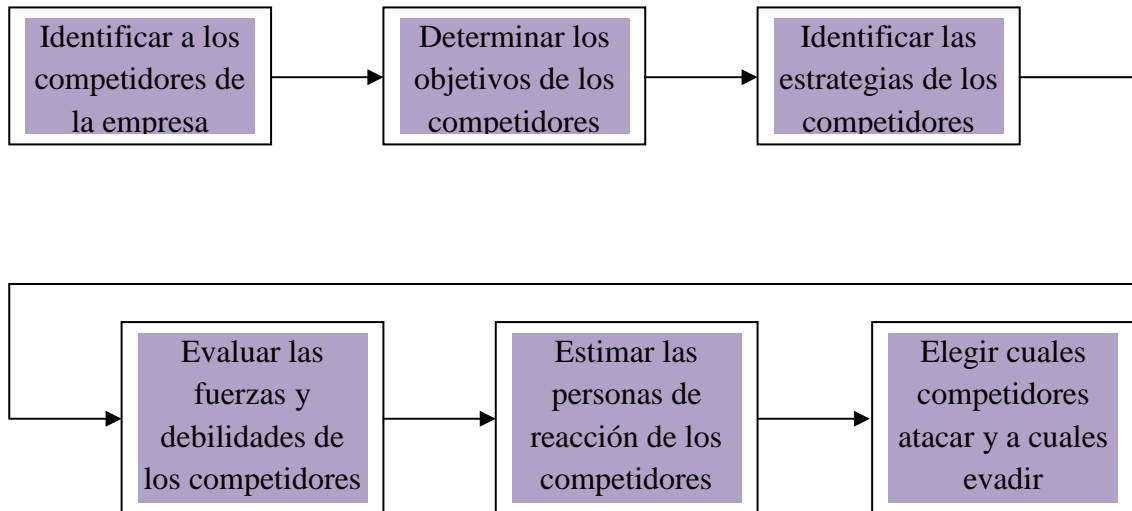 Identificar a los
competidores de
la empresa
Determinar los
objetivos de los
competidores
Identificar las
estrategias de los
competidores
Evaluar las
fuerzas y
debilidades de
los competidores
Estimar las
personas de
reacción de los
competidores
Elegir cuales
competidores
atacar y a cuales
evadir